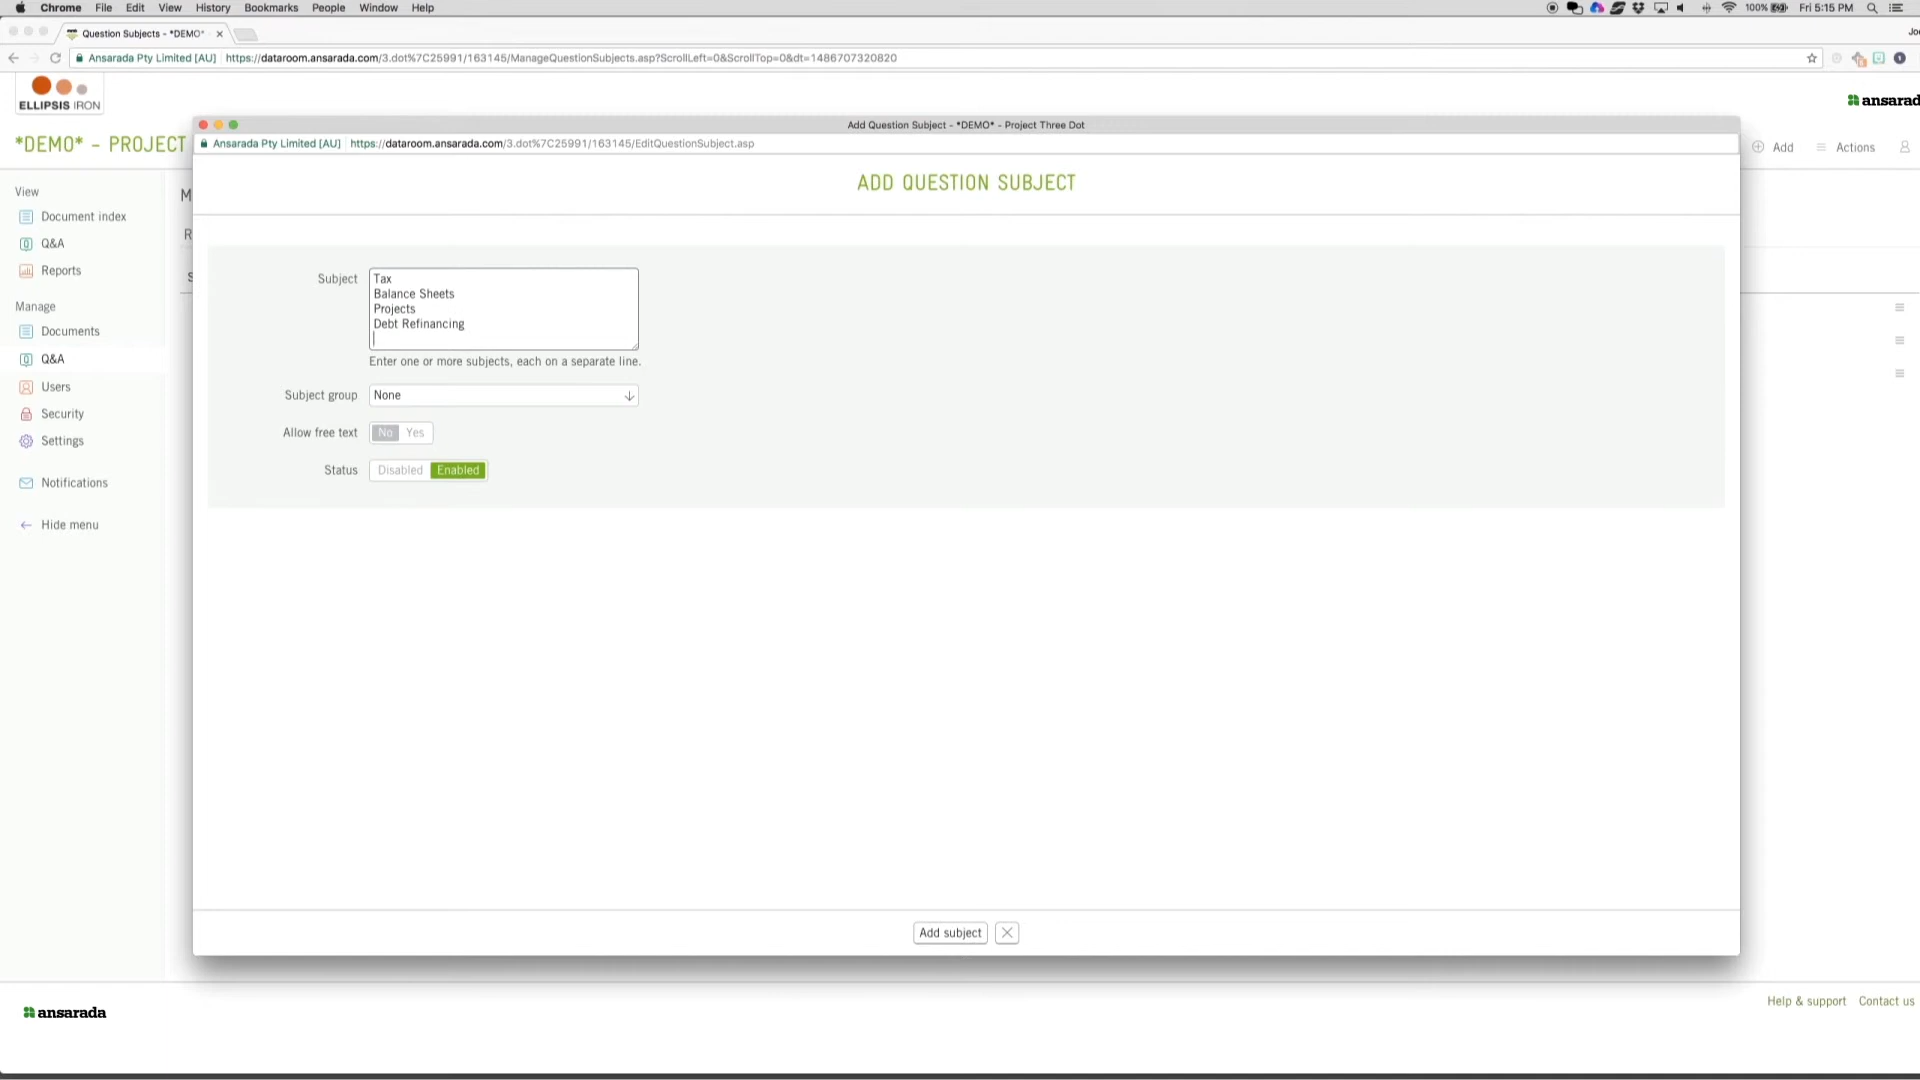 Chrome File Edit View History Bookmarks People Window Help
100% Fri 5:15 PM
Question Subjects - *DEMO*
Ansarada Pty Limited [AU] https://dataroom.ansarada.com/3.dot%7C25991/163145/ManageQuestionSubjects.asp?ScrollLeft=0&ScrollTop=0&dt=1486707320820
ELLIPSIS IRON
ansarada
*DEMO* - PROJECT
Add Actions
Add Question Subject - *DEMO* - Project Three Dot
Ansarada Pty Limited [AU] https://dataroom.ansarada.com/3.dot%7C25991/163145/EditQuestionSubject.asp
ADD QUESTION SUBJECT
View
Document index
Q&A
Reports
Manage
Documents
Q&A
Users
Security
Settings
Notifications
Hide menu
Subject
Tax
Balance Sheets
Projects
Debt Refinancing
Enter one or more subjects, each on a separate line.
Subject group None
Allow free text No Yes
Status Disabled Enabled
Add subject
ansarada
Help & support Contact us